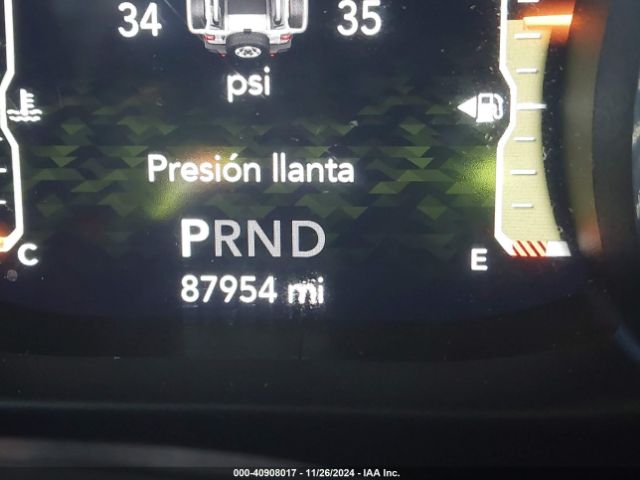 34 35
psi
Presión llanta
PRND
C E
87954 mi
000-40908017 - 11/26/2024 - IAA Inc.